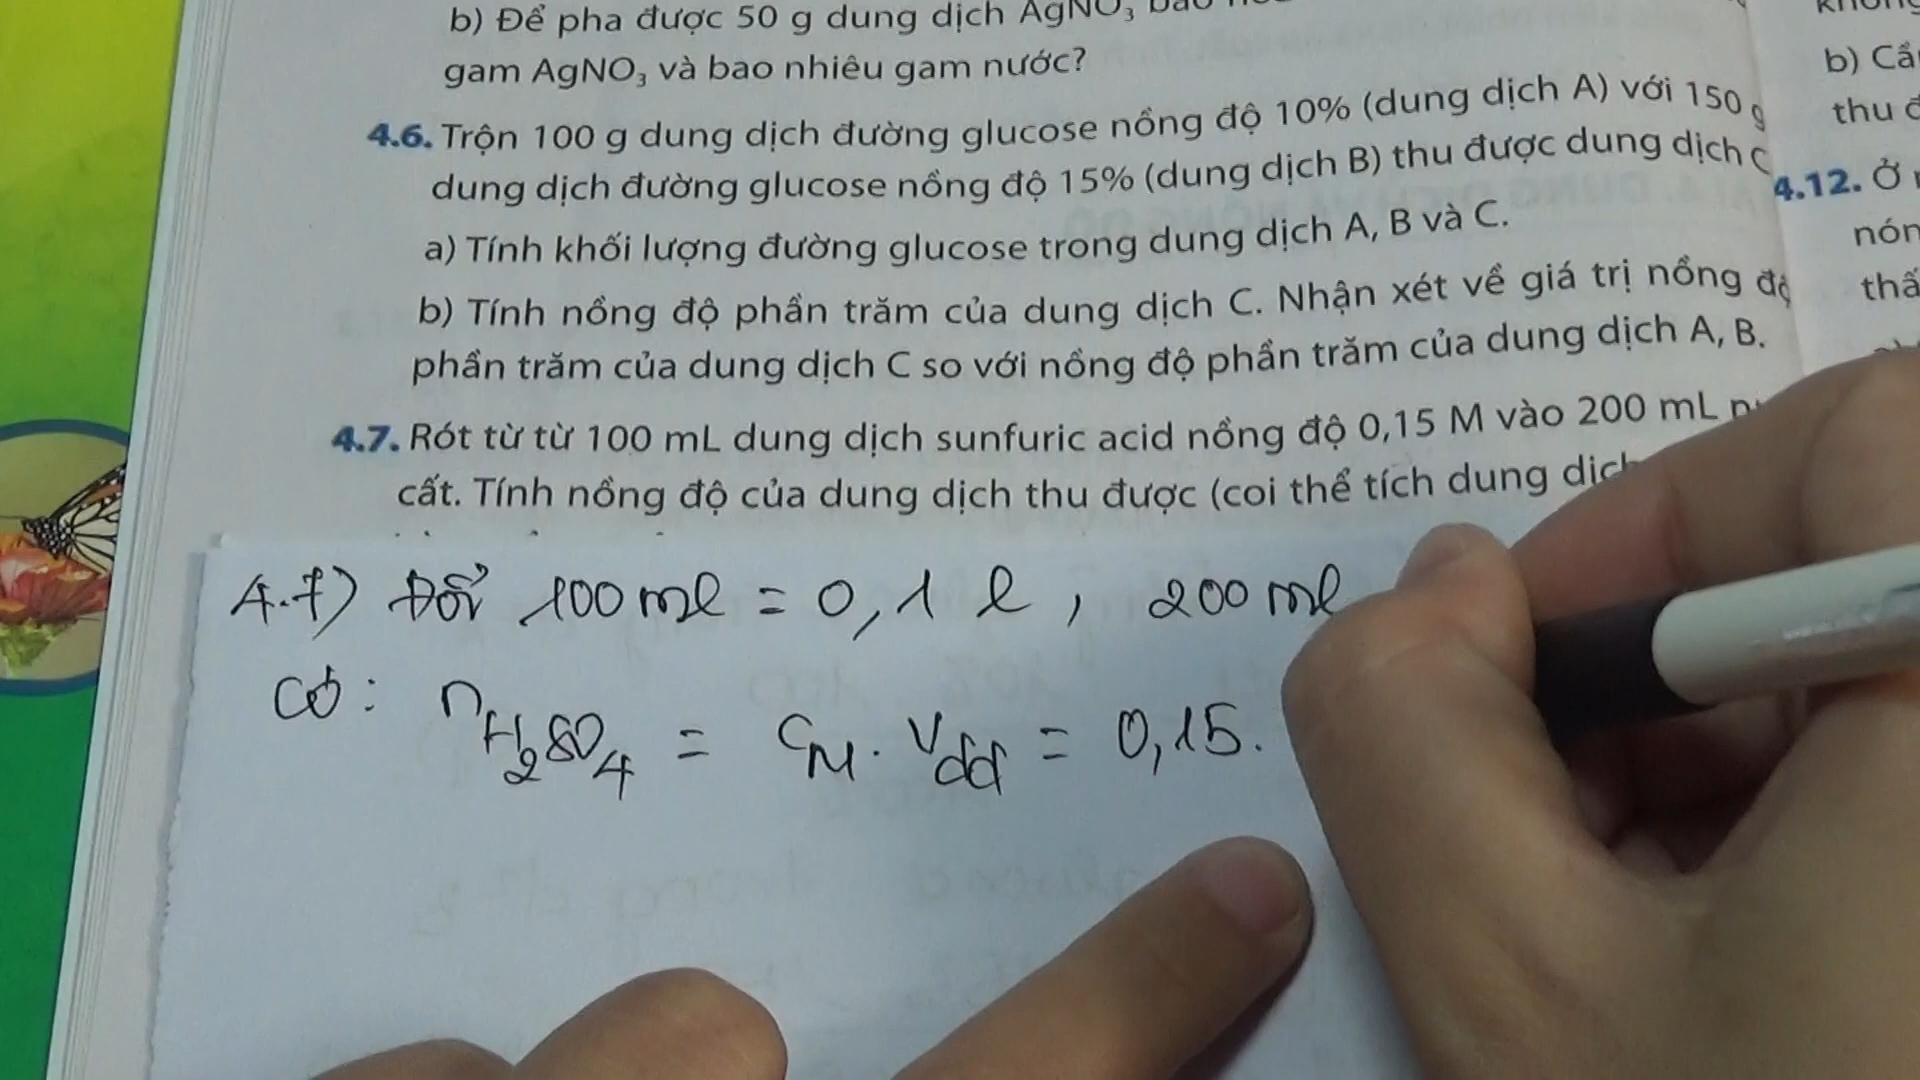 b) Để pha được 50 g dung dịch AgNO₃
gam AgNO₃ và bao nhiêu gam nước?
4.6. Trộn 100 g dung dịch đường glucose nồng độ 10% (dung dịch A) với 150 g
dung dịch đường glucose nồng độ 15% (dung dịch B) thu được dung dịch C
a) Tính khối lượng đường glucose trong dung dịch A, B và C.
b) Tính nồng độ phần trăm của dung dịch C. Nhận xét về giá trị nồng độ
phần trăm của dung dịch C so với nồng độ phần trăm của dung dịch A, B.
4.7. Rót từ từ 100 mL dung dịch sunfuric acid nồng độ 0,15 M vào 200 mL
cất. Tính nồng độ của dung dịch thu được (coi thể tích dung dịch
b)
thu
4.12. Ở
4.7) Đổi 100 ml = 0,1 l , 200 ml
Có: nH₂SO₄ = CM. Vdd = 0,15.